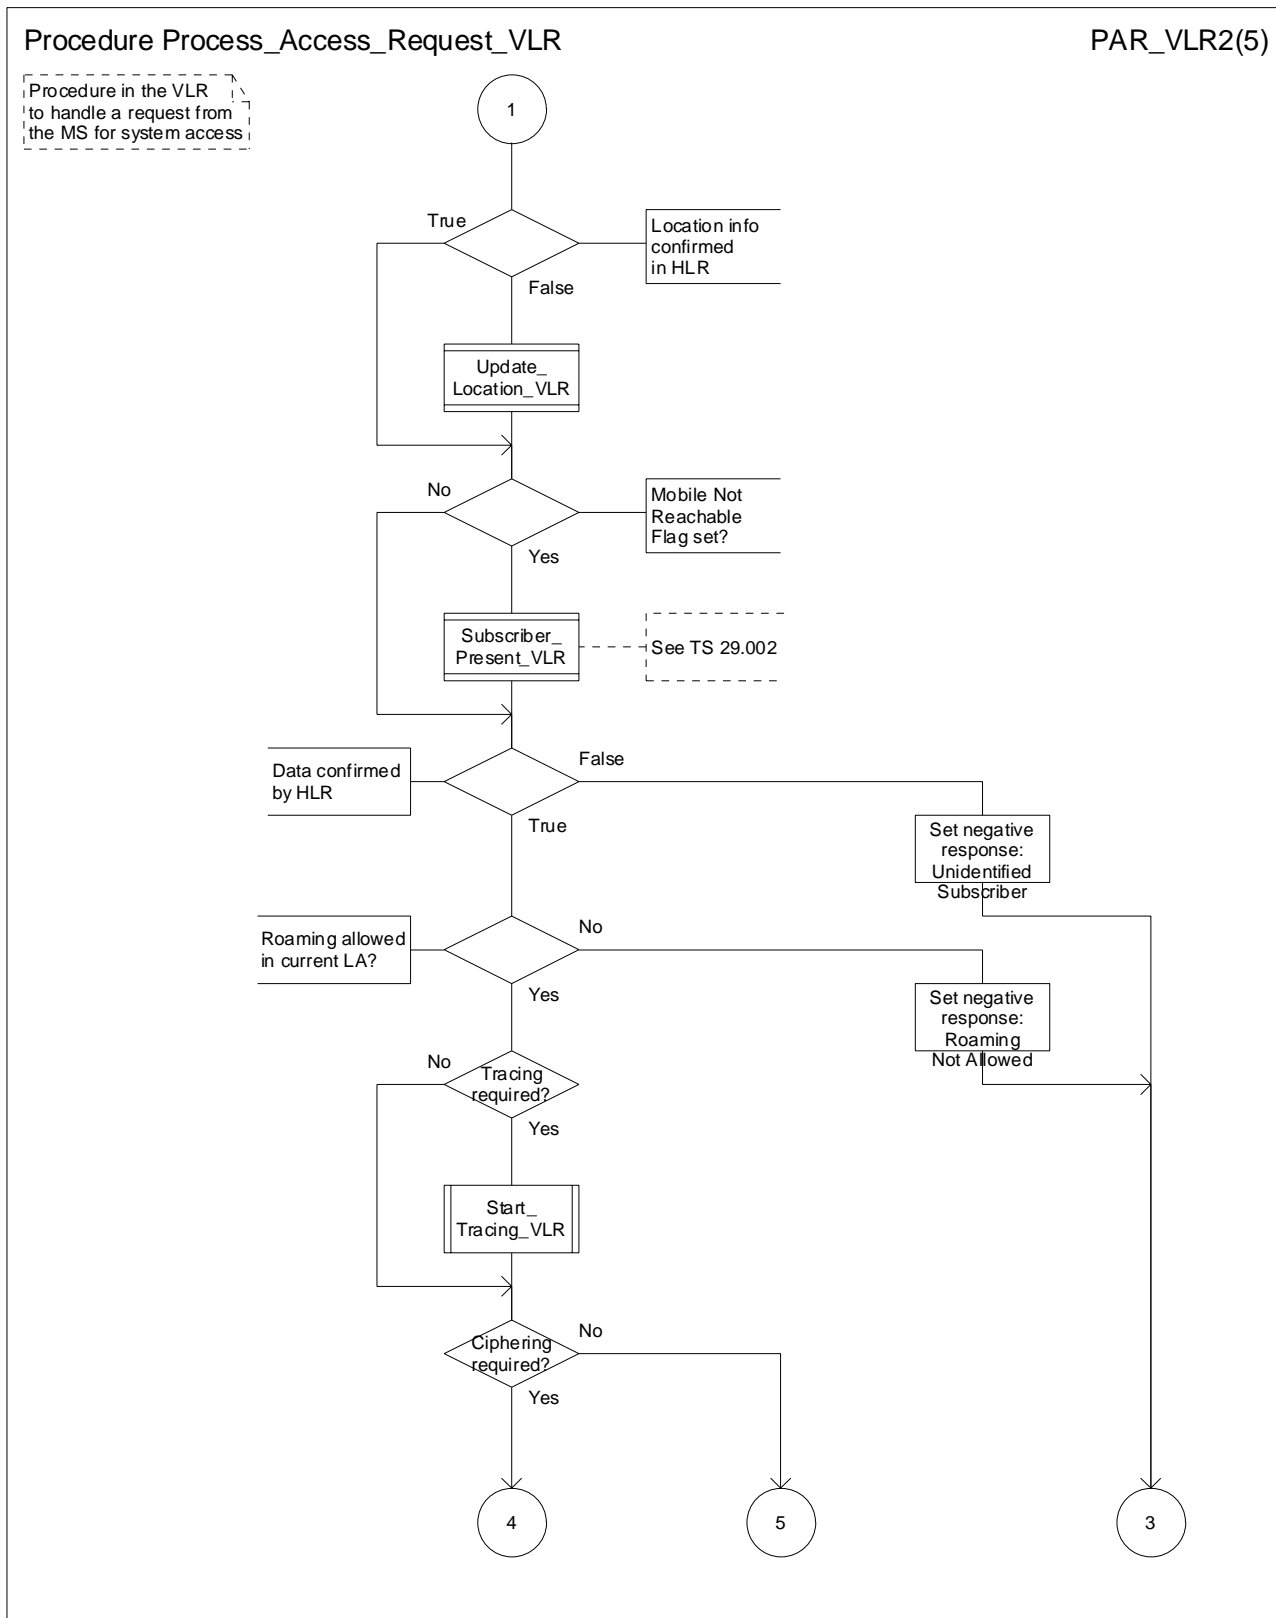 Procedure Process_Access_Request_VLR
PAR_VLR2(5)
Procedure in the VLR
to handle a request from
the MS for system access
1
True
Location info
confirmed
in HLR
False
Update_
Location_VLR
No
Mobile Not
Reachable
Flag set?
Yes
Subscriber_
Present_VLR
See TS 29.002
Data confirmed
by HLR
False
True
Set negative
response:
Unidentified
Subscriber
Roaming allowed
in current LA?
No
Yes
Set negative
response:
Roaming
Not Allowed
No
Tracing
required?
Yes
Start_
Tracing_VLR
Ciphering
required?
No
Yes
4
5
3